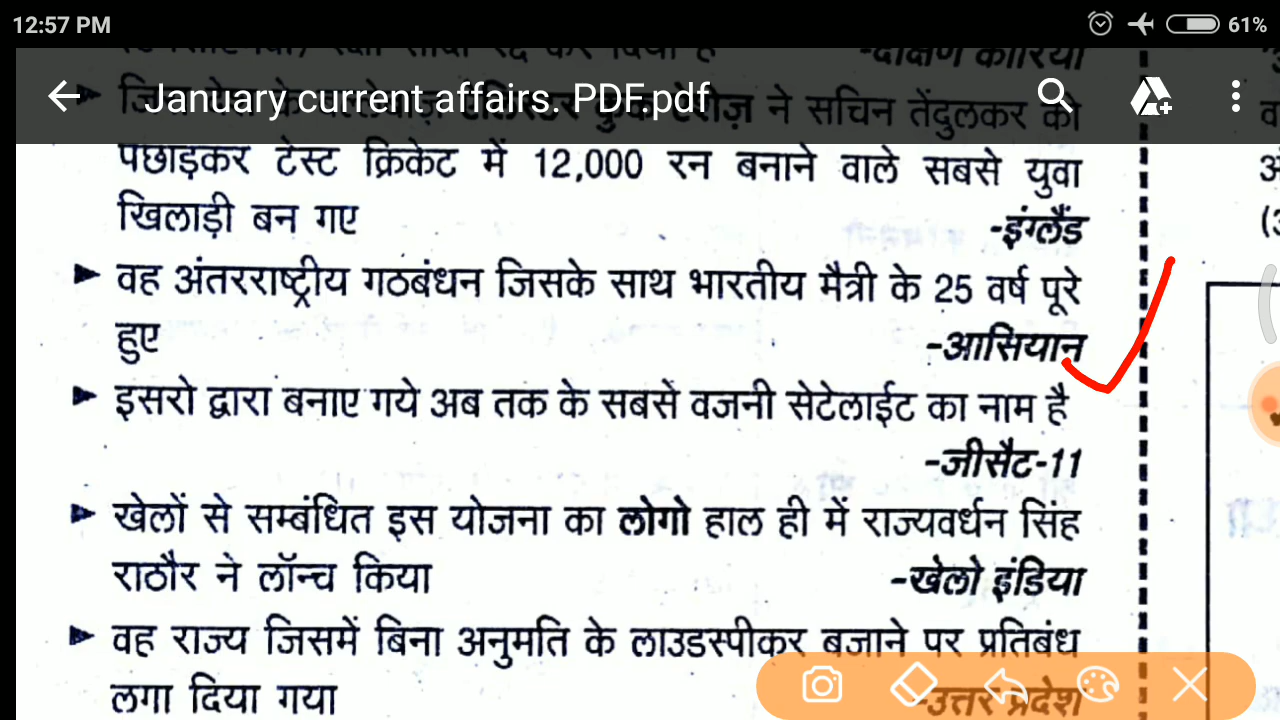 12:57 PM
61%
-दक्षिण कोरिया
January current affairs. PDF.pdf
ने सचिन तेंदुलकर को
पछाड़कर टेस्ट क्रिकेट में 12,000 रन बनाने वाले सबसे युवा
खिलाड़ी बन गए -इंग्लैंड
वह अंतरराष्ट्रीय गठबंधन जिसके साथ भारतीय मैत्री के 25 वर्ष पूरे
हुए -आसियान
इसरो द्वारा बनाए गये अब तक के सबसे वजनी सेटेलाईट का नाम है
-जीसैट-11
खेलों से सम्बंधित इस योजना का लोगो हाल ही में राज्यवर्धन सिंह
राठौर ने लॉन्च किया -खेलो इंडिया
वह राज्य जिसमें बिना अनुमति के लाउडस्पीकर बजाने पर प्रतिबंध
लगा दिया गया -उत्तर प्रदेश